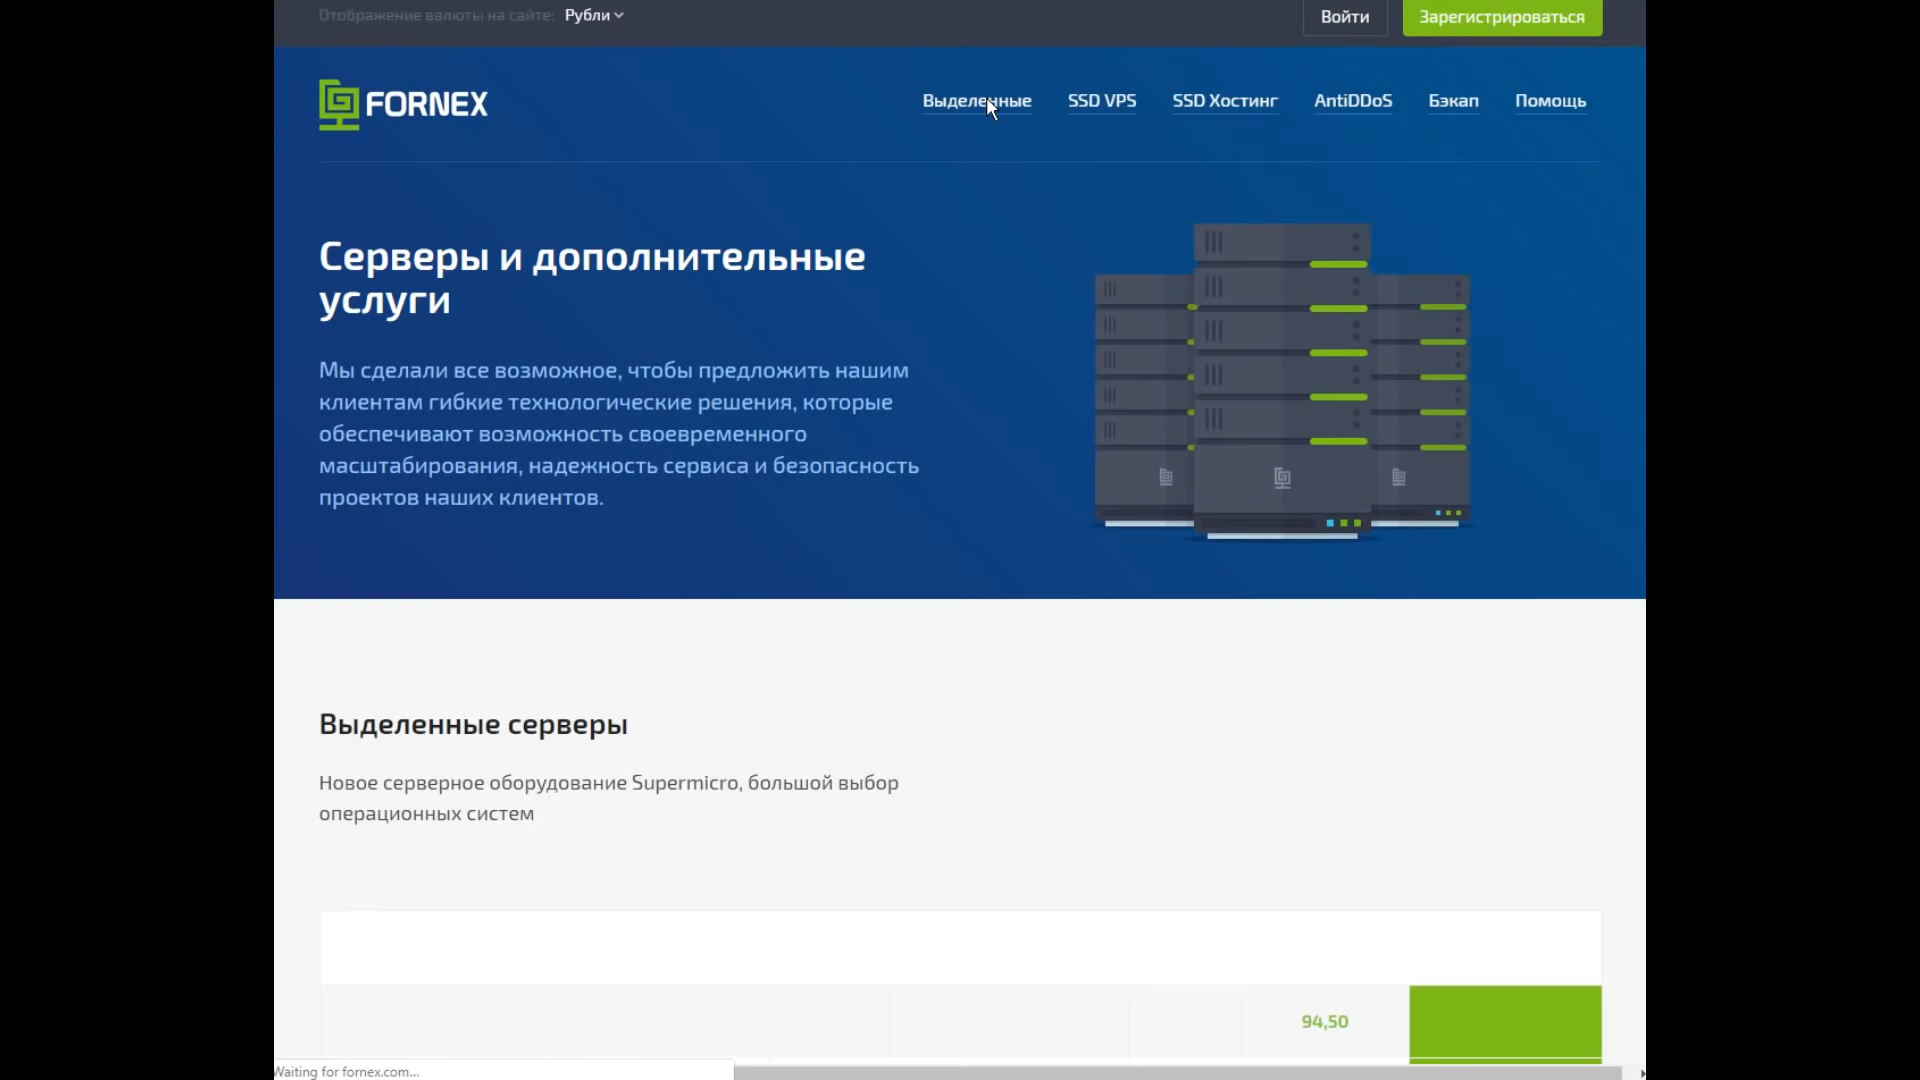 Отображение валюты на сайте: Рубли
Войти
Зарегистрироваться
FORNEX
Выделенные SSD VPS SSD Хостинг AntiDDoS Бэкап Помощь
Серверы и дополнительные
услуги
Мы сделали все возможное, чтобы предложить нашим
клиентам гибкие технологические решения, которые
обеспечивают возможность своевременного
масштабирования, надежность сервиса и безопасность
проектов наших клиентов.
Выделенные серверы
Новое серверное оборудование Supermicro, большой выбор
операционных систем
94,50
Waiting for fornex.com...